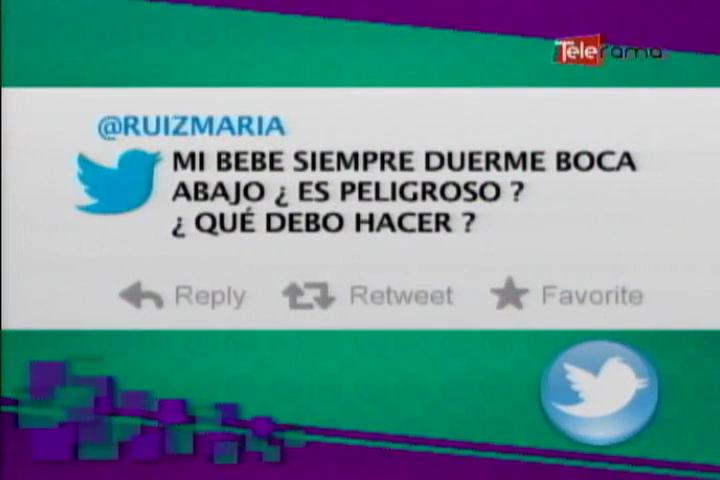 Telerama
@RUIZMARIA
MI BEBE SIEMPRE DUERME BOCA
ABAJO ¿ ES PELIGROSO ?
¿ QUÉ DEBO HACER ?
Reply Retweet Favorite